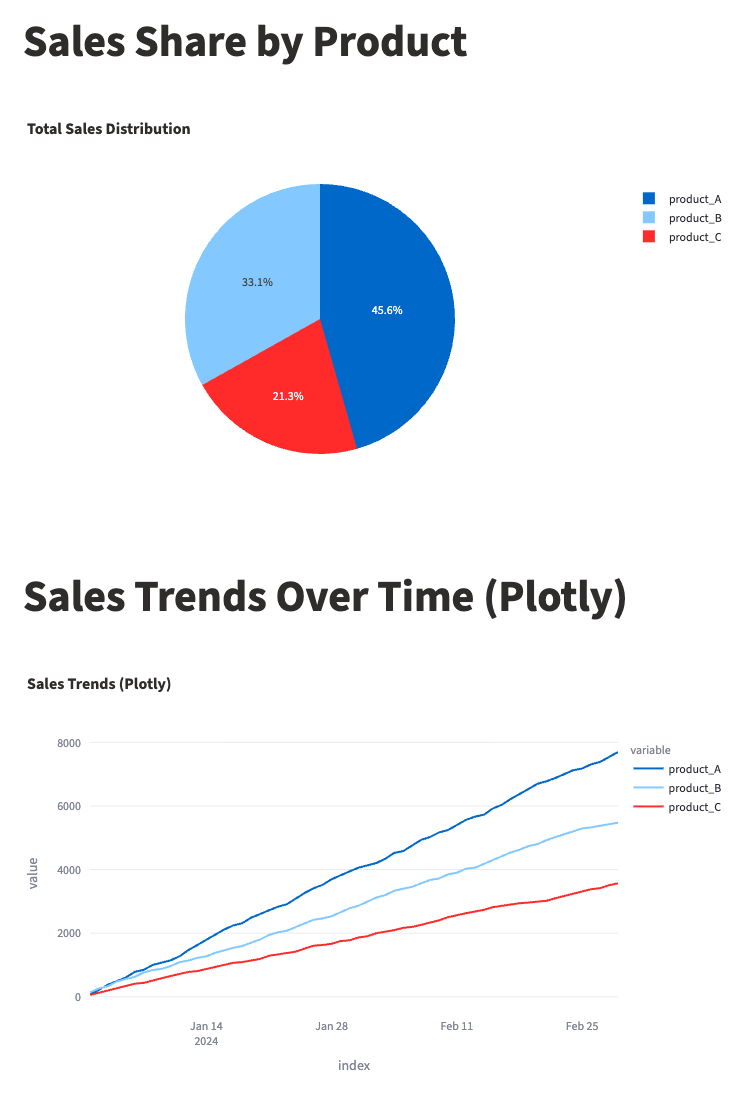 Sales Share by Product
Total Sales Distribution
product_A
product_B
product_C
33.1%
45.6%
21.3%
Sales Trends Over Time (Plotly)
Sales Trends (Plotly)
8000
6000
4000
2000
0
value
variable
product_A
product_B
product_C
Jan 14
2024
Jan 28
Feb 11
Feb 25
index